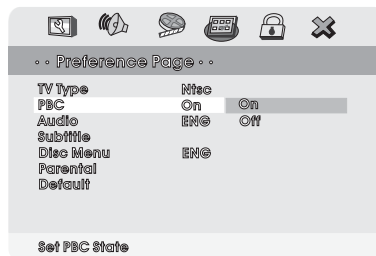 - - Preference Page - -
TV Type Ntsc
PBC On On
Audio ENG Off
Subtitle
Disc Menu ENG
Parental
Default
Set PBC State